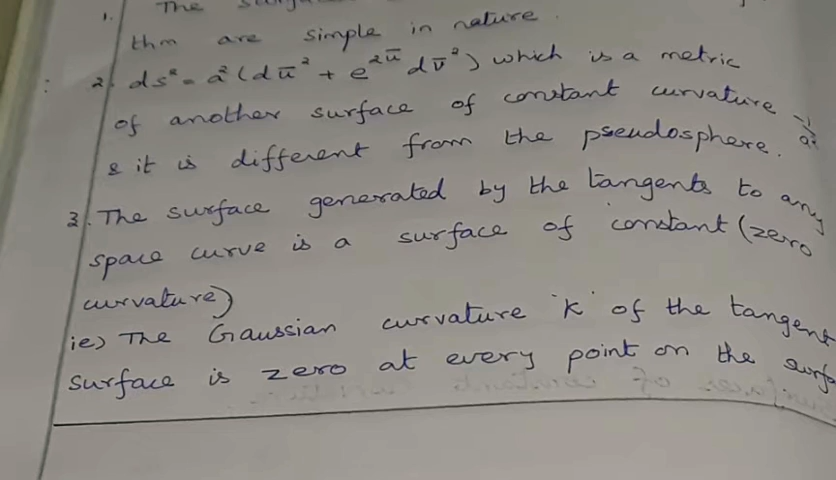 1. The
thm are simple in nature.
2. ds² = a²(dū² + e^2ū dv̄²) which is a metric
of another surface of constant curvature -1/a²
& it is different from the pseudosphere.
3. The surface generated by the tangents to any
space curve is a surface of constant (zero
curvature)
ie) The Gaussian curvature 'K' of the tangent
surface is zero at every point on the surfa